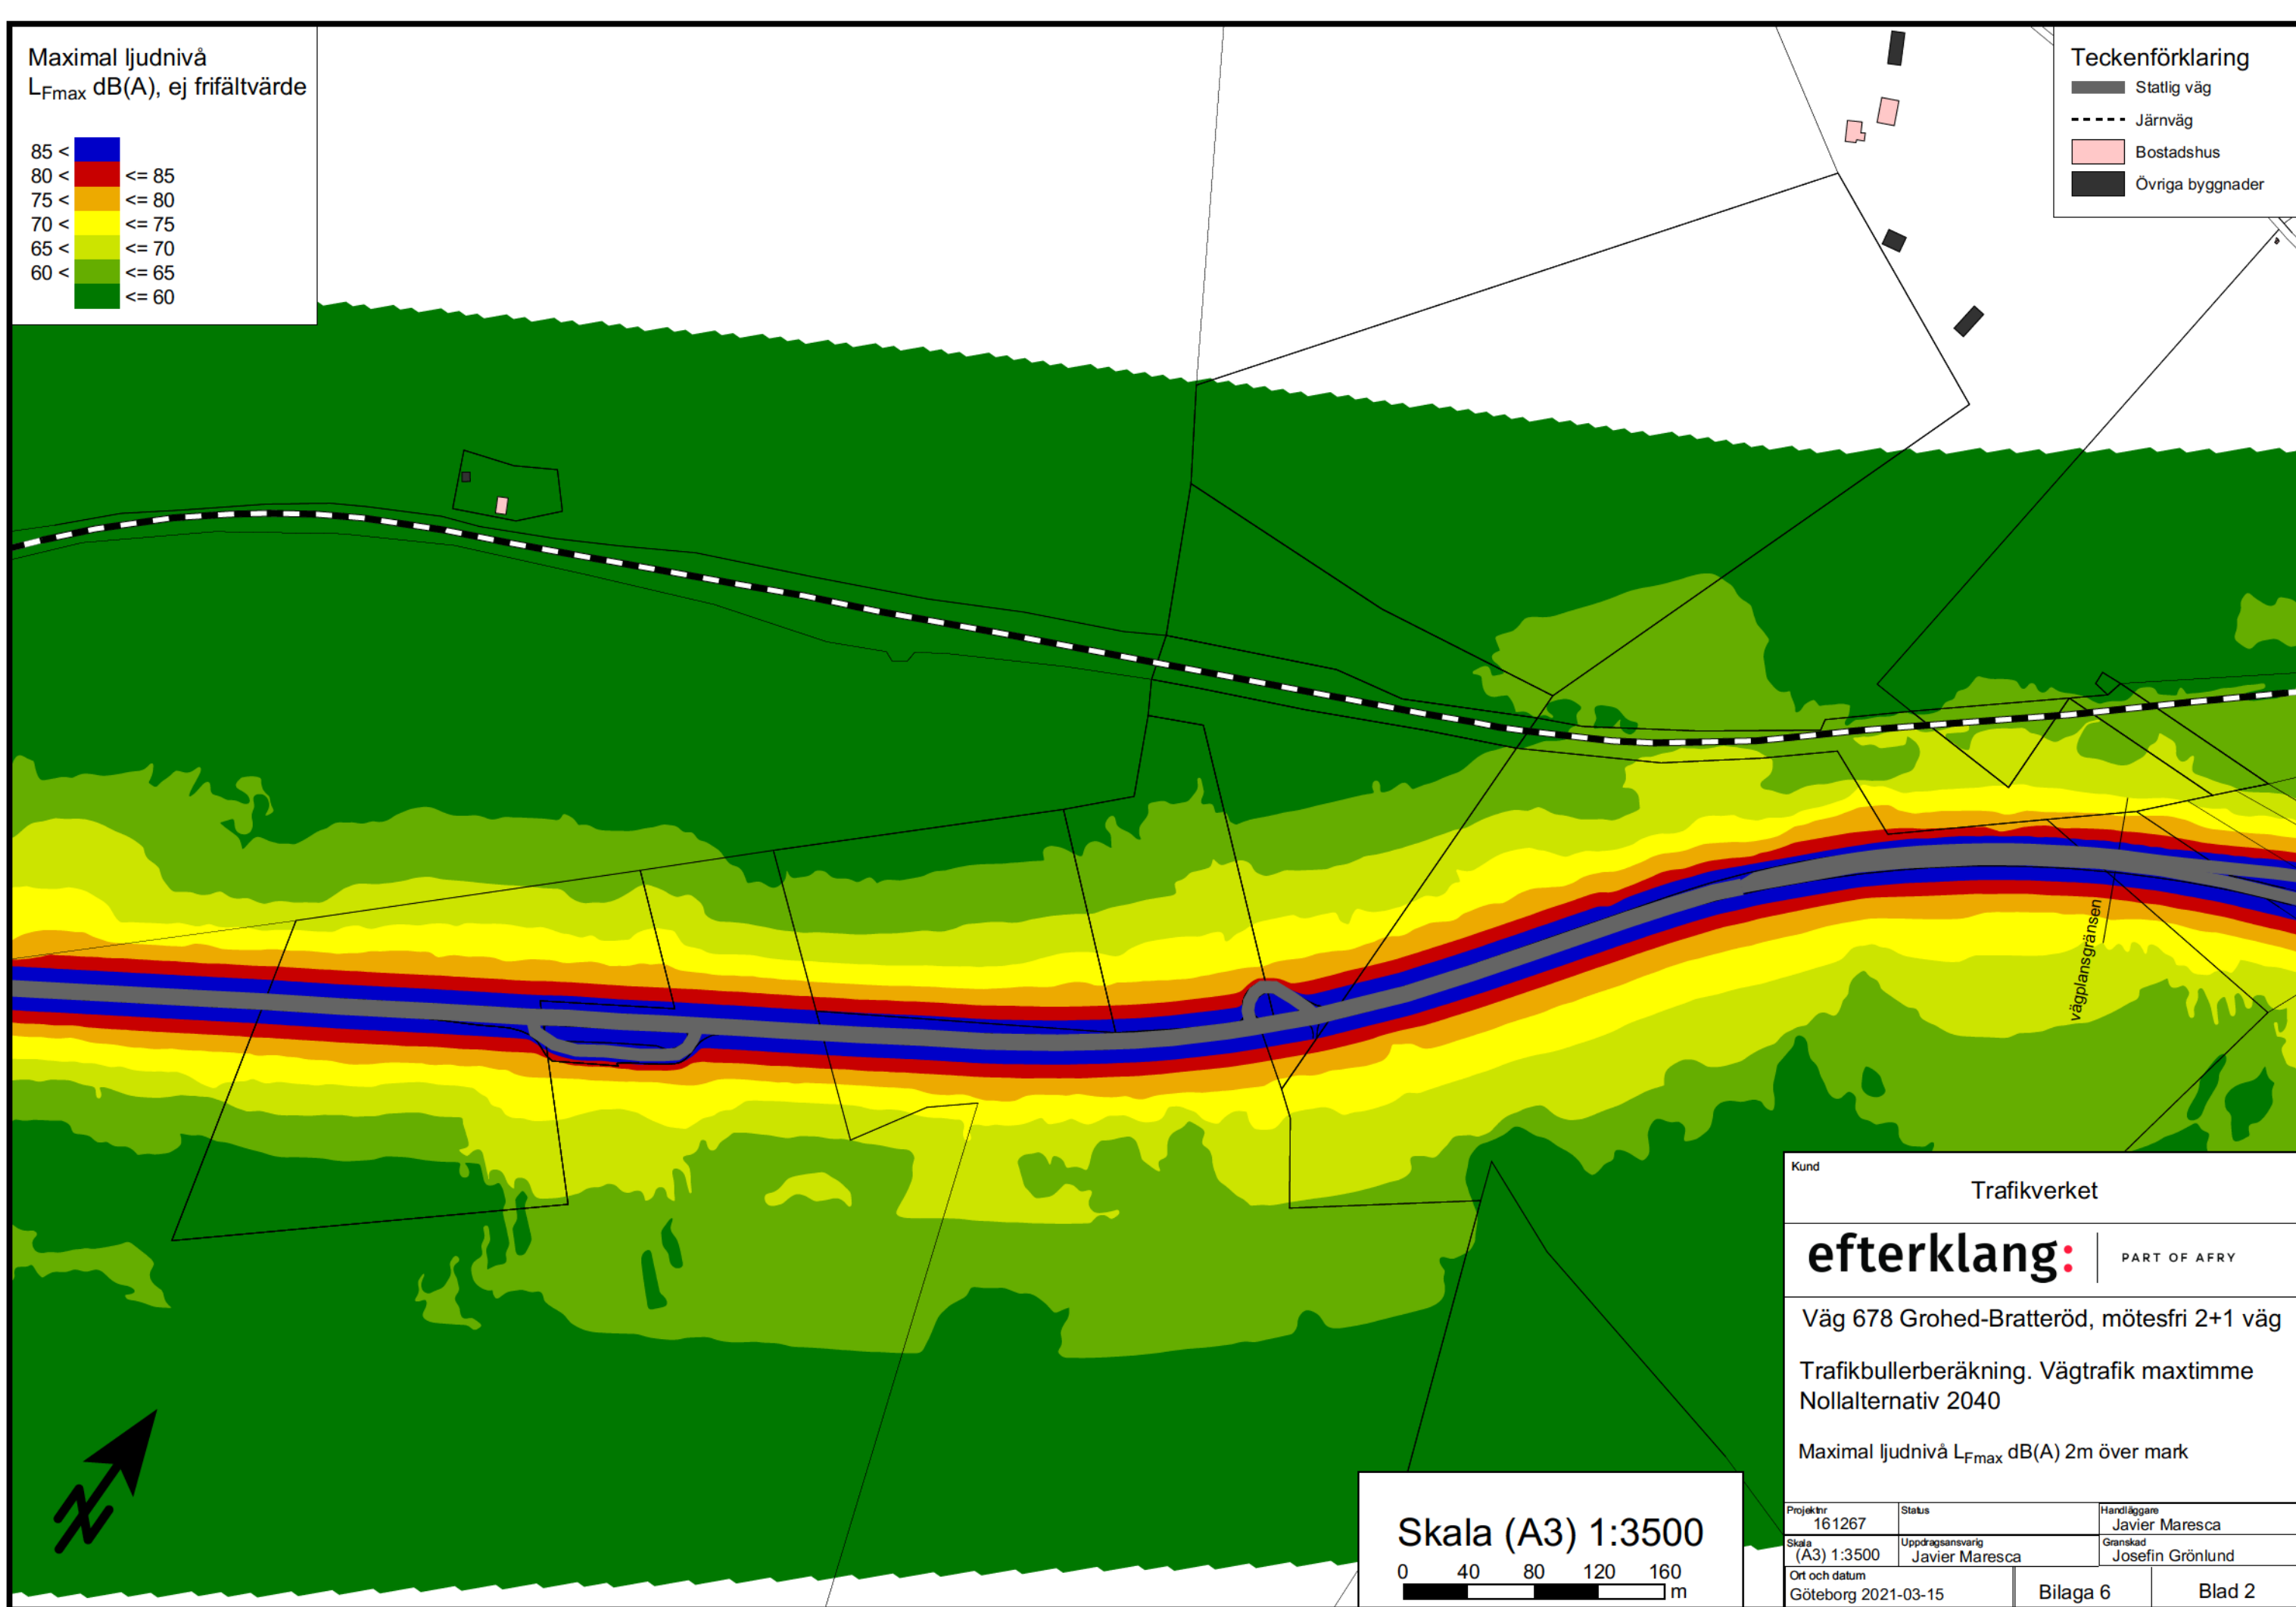 Maximal ljudnivå
LFmax dB(A), ej frifältvärde
85 <
80 < <= 85
75 < <= 80
70 < <= 75
65 < <= 70
60 < <= 65
<= 60
Teckenförklaring
Statlig väg
Järnväg
Bostadshus
Övriga byggnader
vägplansgränsen
N
Skala (A3) 1:3500
0 40 80 120 160
m
Kund
Trafikverket
efterklang: PART OF AFRY
Väg 678 Grohed-Bratteröd, mötesfri 2+1 väg
Trafikbullerberäkning. Vägtrafik maxtimme
Nollalternativ 2040
Maximal ljudnivå LFmax dB(A) 2m över mark
Projektnr Status Handläggare
161267 Javier Maresca
Skala Uppdragsansvarig Granskad
(A3) 1:3500 Javier Maresca Josefin Grönlund
Ort och datum
Göteborg 2021-03-15 Bilaga 6 Blad 2